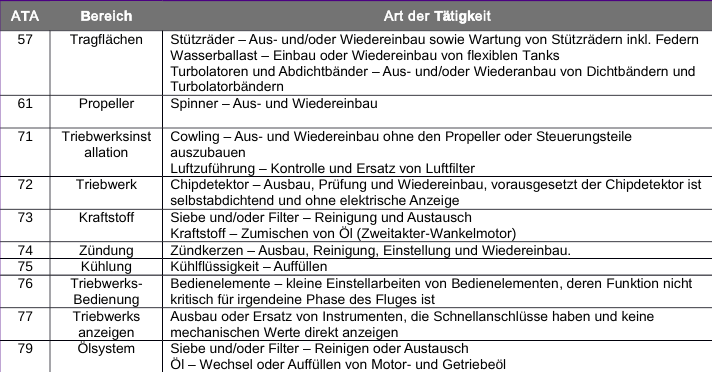 ATA Bereich Art der Tätigkeit
57 Tragflächen Stützräder – Aus- und/oder Wiedereinbau sowie Wartung von Stützrädern inkl. Federn
Wasserballast – Einbau oder Wiedereinbau von flexiblen Tanks
Turbolatoren und Abdichtbänder – Aus- und/oder Wiederanbau von Dichtbändern und
Turbolatorbändern
61 Propeller Spinner – Aus- und Wiedereinbau
71 Triebwerksinst Cowling – Aus- und Wiedereinbau ohne den Propeller oder Steuerungsteile
allation auszubauen
Luftzuführung – Kontrolle und Ersatz von Luftfilter
72 Triebwerk Chipdetektor – Ausbau, Prüfung und Wiedereinbau, vorausgesetzt der Chipdetektor ist
selbstabdichtend und ohne elektrische Anzeige
73 Kraftstoff Siebe und/oder Filter – Reinigung und Austausch
Kraftstoff – Zumischen von Öl (Zweitakter-Wankelmotor)
74 Zündung Zündkerzen – Ausbau, Reinigung, Einstellung und Wiedereinbau.
75 Kühlung Kühlflüssigkeit – Auffüllen
76 Triebwerks- Bedienelemente – kleine Einstellarbeiten von Bedienelementen, deren Funktion nicht
Bedienung kritisch für irgendeine Phase des Fluges ist
77 Triebwerks Ausbau oder Ersatz von Instrumenten, die Schnellanschlüsse haben und keine
anzeigen mechanischen Werte direkt anzeigen
79 Ölsystem Siebe und/oder Filter – Reinigen oder Austausch
Öl – Wechsel oder Auffüllen von Motor- und Getriebeöl